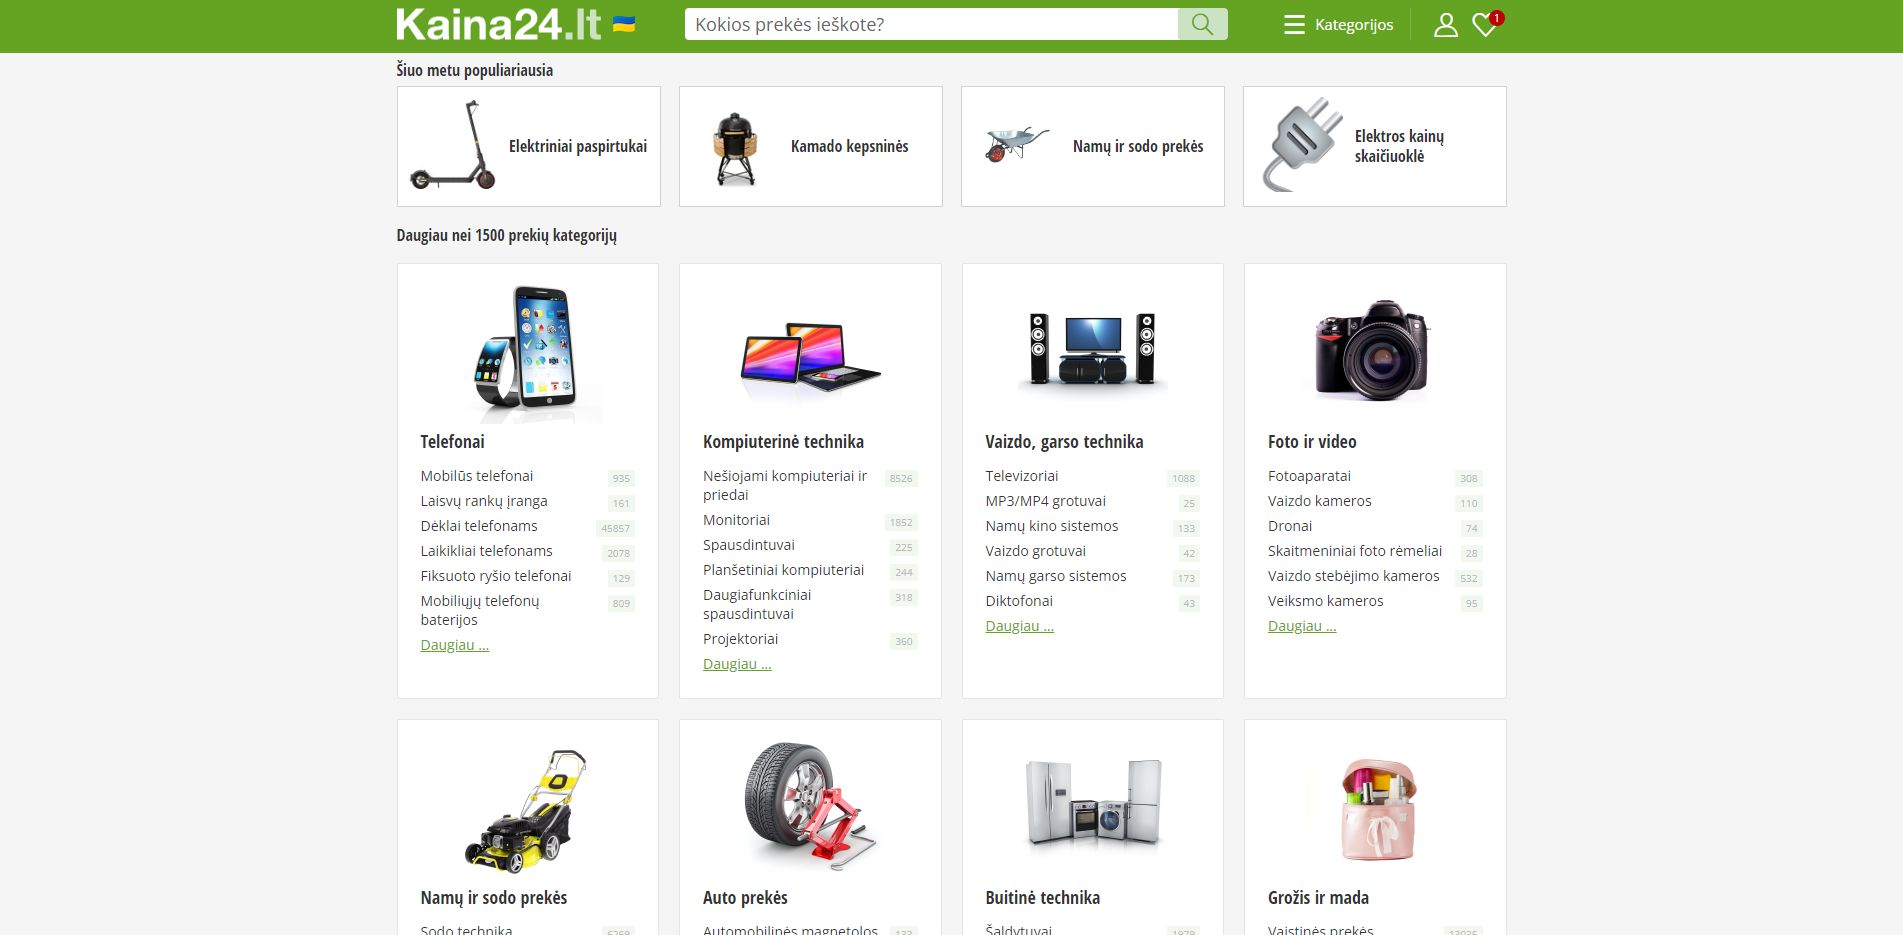 Kaina24.lt
Kokios prekės ieškote?
Kategorijos
1
Šiuo metu populiariausia
Elektriniai paspirtukai
Kamado kepsninės
Namų ir sodo prekės
Elektros kainų
skaičiuoklė
Daugiau nei 1500 prekių kategorijų
Telefonai
Mobilūs telefonai 935
Laisvų rankų įranga 161
Dėklai telefonams 45857
Laikikliai telefonams 2078
Fiksuoto ryšio telefonai 129
Mobiliųjų telefonų 809
baterijos
Daugiau ...
Kompiuterinė technika
Nešiojami kompiuteriai ir 8526
priedai
Monitoriai 1852
Spausdintuvai 225
Planšetiniai kompiuteriai 244
Daugiafunkciniai 318
spausdintuvai
Projektoriai 360
Daugiau ...
Vaizdo, garso technika
Televizoriai 1088
MP3/MP4 grotuvai 25
Namų kino sistemos 133
Vaizdo grotuvai 42
Namų garso sistemos 173
Diktofonai 43
Daugiau ...
Foto ir video
Fotoaparatai 308
Vaizdo kameros 110
Dronai 74
Skaitmeniniai foto rėmeliai 28
Vaizdo stebėjimo kameros 532
Veiksmo kameros 95
Daugiau ...
Namų ir sodo prekės
Sodo technika 6269
Auto prekės
Automobilinės magnetolos 133
Buitinė technika
Šaldytuvai 1979
Grožis ir mada
Vaistinės prekės 13035